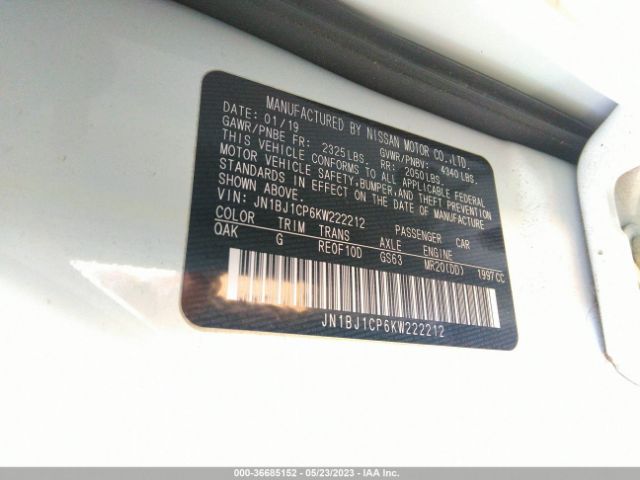 MANUFACTURED BY NISSAN MOTOR CO.,LTD.
DATE: 01/19 GVWR/PNBV: 4340 LBS.
GAWR/PNBE FR: 2325LBS. RR: 2050LBS.
THIS VEHICLE CONFORMS TO ALL APPLICABLE FEDERAL
MOTOR VEHICLE SAFETY,BUMPER,AND THEFT PREVENTION
STANDARDS IN EFFECT ON THE DATE OF MANUFACTURE
SHOWN ABOVE.
VIN: JN1BJ1CP6KW222212 PASSENGER CAR
COLOR TRIM TRANS AXLE ENGINE
QAK G RE0F10D GS63 MR20(DD) 1997CC
JN1BJ1CP6KW222212
000-36685152 - 05/23/2023 - IAA Inc.